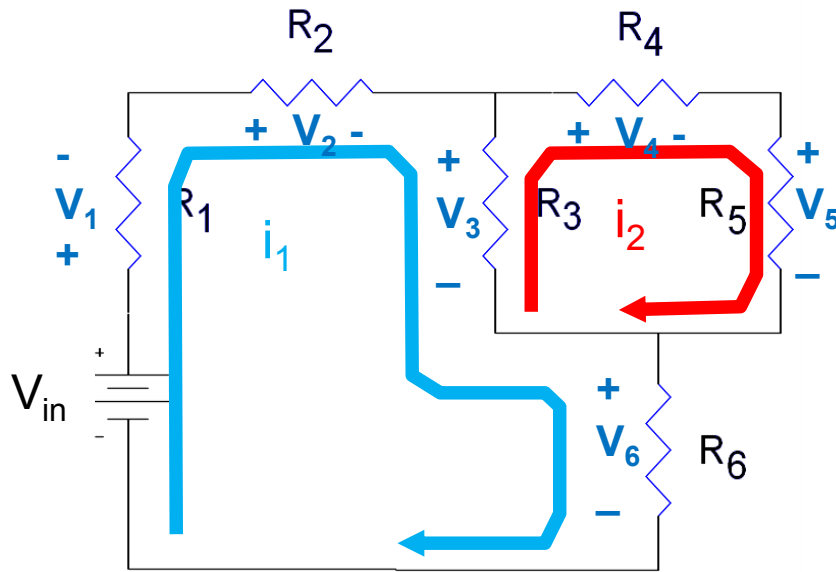 R2
R4
+ V2 -
+ V4 -
-
V1
+
R1
i1
+
V3
–
R3
i2
R5
+
V5
–
+
Vin
–
+
V6
–
R6